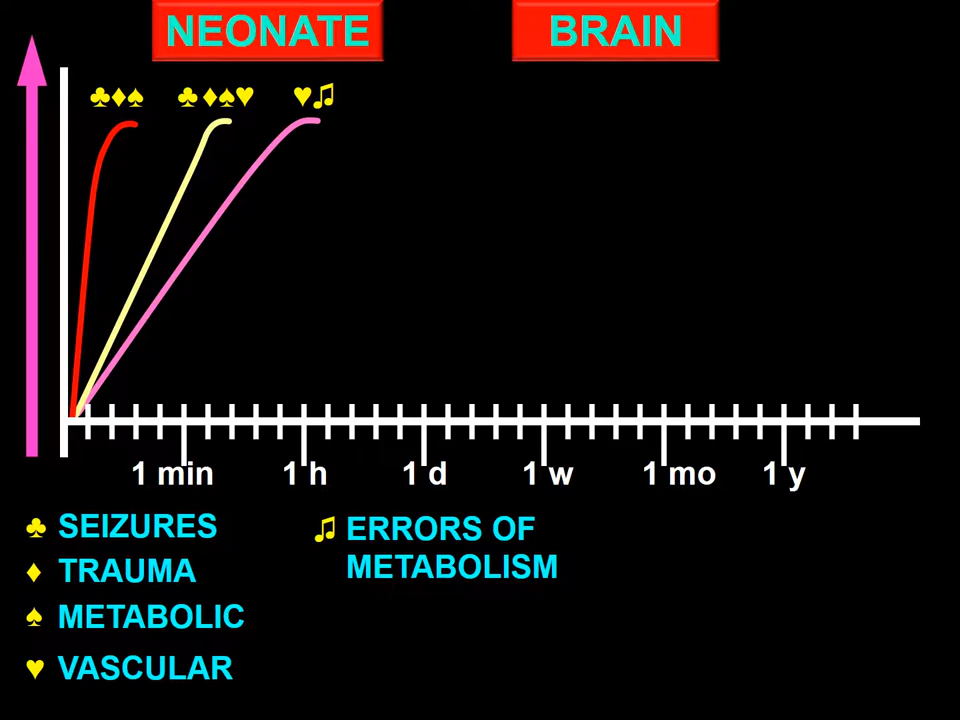 NEONATE BRAIN
♣♦♠ ♣♦♠♥ ♥♫
1 min 1 h 1 d 1 w 1 mo 1 y
♣ SEIZURES
♫ ERRORS OF
METABOLISM
♦ TRAUMA
♠ METABOLIC
♥ VASCULAR